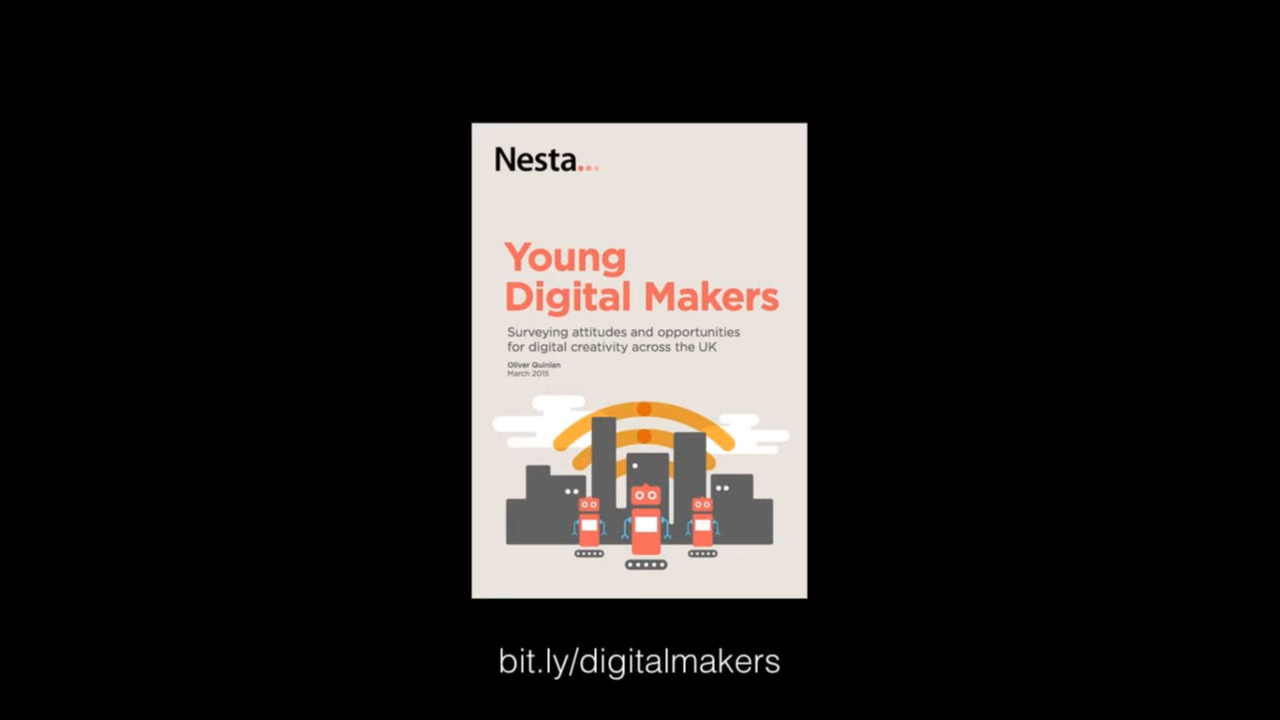 Nesta...
Young
Digital Makers
Surveying attitudes and opportunities
for digital creativity across the UK
Oliver Quinlan
March 2015
bit.ly/digitalmakers